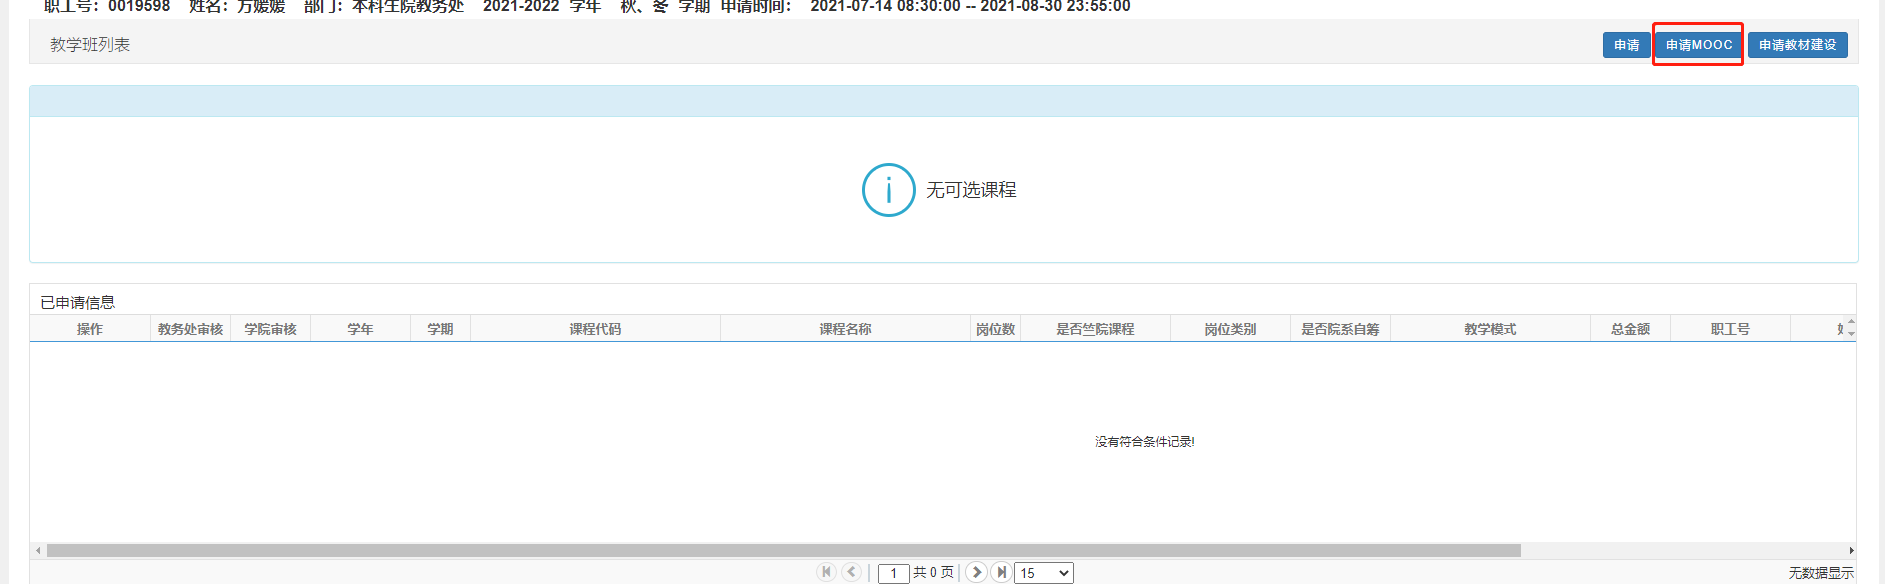 职工号：0019598 姓名：方媛媛 部门：本科生院教务处 2021-2022 学年 秋、冬 学期 申请时间： 2021-07-14 08:30:00 -- 2021-08-30 23:55:00
教学班列表 申请 申请MOOC 申请教材建设
无可选课程
已申请信息
操作 教务处审核 学院审核 学年 学期 课程代码 课程名称 岗位数 是否竺院课程 岗位类别 是否院系自筹 教学模式 总金额 职工号
没有符合条件记录!
1 共 0 页 15 无数据显示